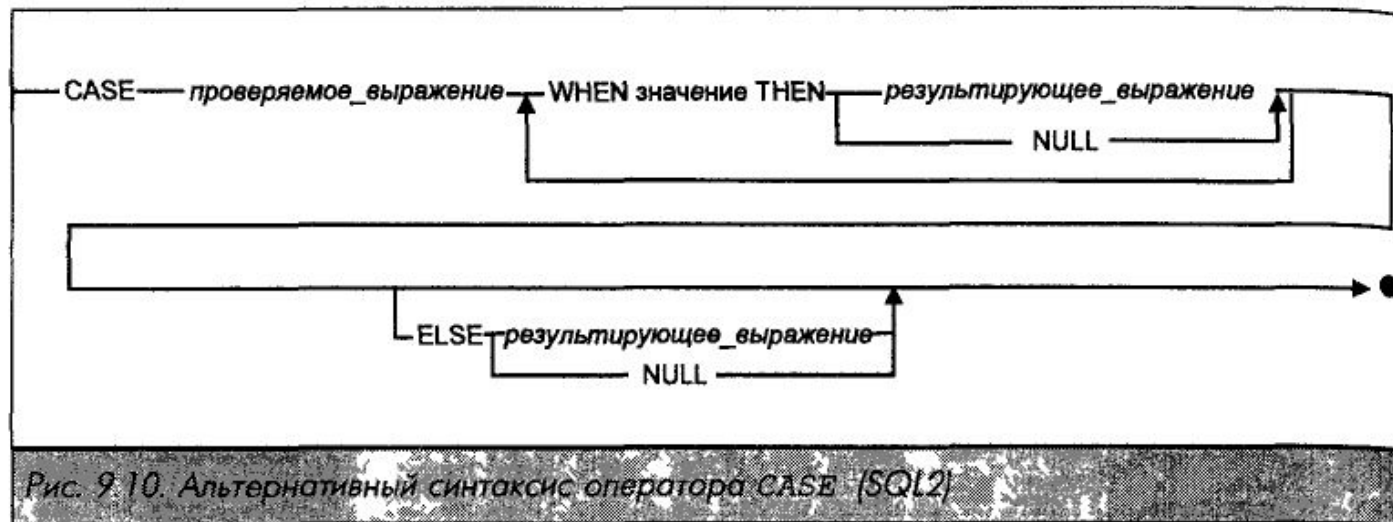 CASE проверяемое_выражение WHEN значение THEN результирующее_выражение
NULL
ELSE результирующее_выражение
NULL
Рис. 9.10. Альтернативный синтаксис оператора CASE (SQL2)